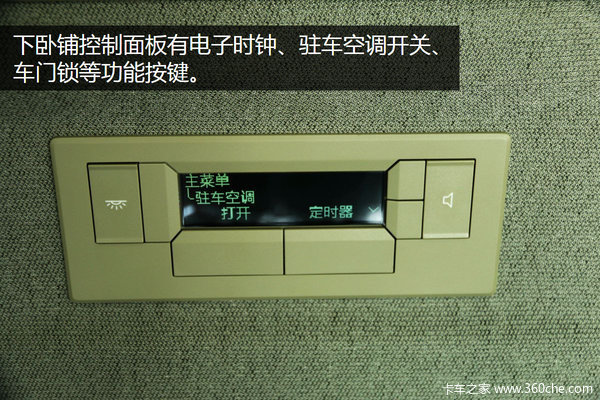 下卧铺控制面板有电子时钟、驻车空调开关、
车门锁等功能按键。
主菜单
驻车空调
打开 定时器
卡车之家 www.360che.com